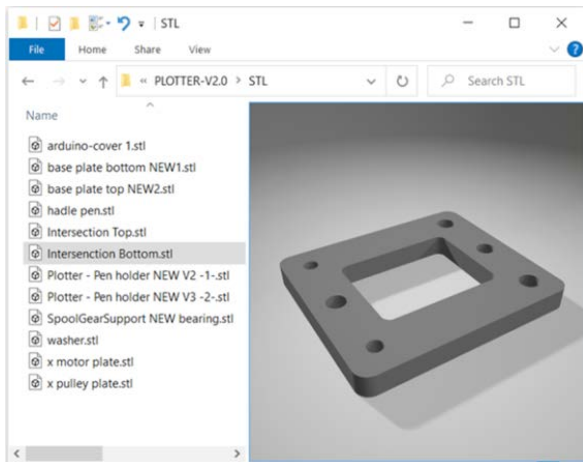 STL
File Home Share View
« PLOTTER-V2.0 > STL Search STL
Name
arduino-cover 1.stl
base plate bottom NEW1.stl
base plate top NEW2.stl
hadle pen.stl
Intersection Top.stl
Intersenction Bottom.stl
Plotter - Pen holder NEW V2 -1-.stl
Plotter - Pen holder NEW V3 -2-.stl
SpoolGearSupport NEW bearing.stl
washer.stl
x motor plate.stl
x pulley plate.stl